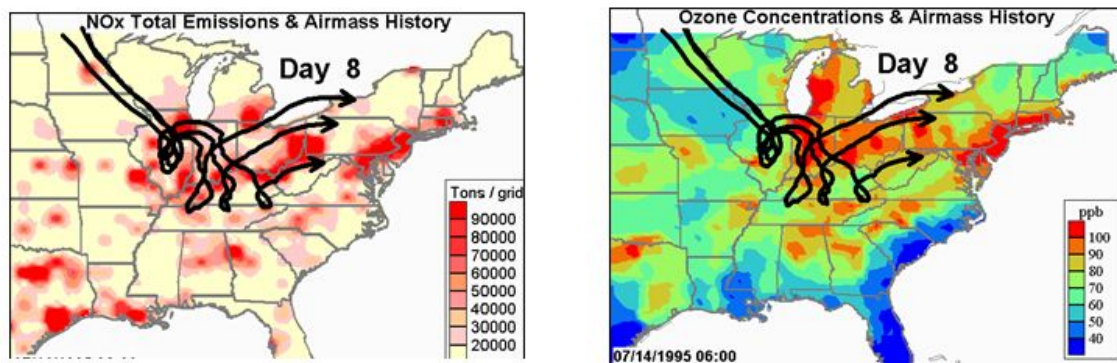 NOx Total Emissions & Airmass History
Day 8
Tons / grid
90000
80000
70000
60000
50000
40000
30000
20000
Ozone Concentrations & Airmass History
Day 8
ppb
100
90
80
70
60
50
40
07/14/1995 06:00